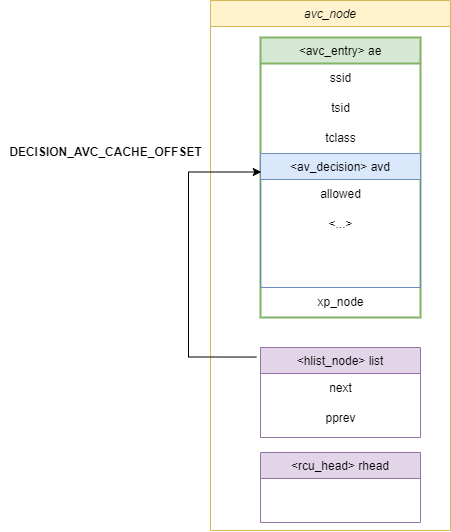 avc_node
<avc_entry> ae
ssid
tsid
tclass
DECISION_AVC_CACHE_OFFSET
<av_decision> avd
allowed
<...>
xp_node
<hlist_node> list
next
pprev
<rcu_head> rhead